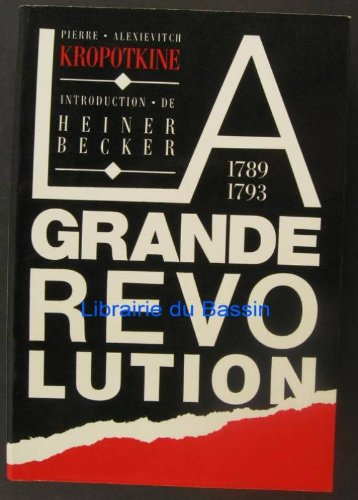 PIERRE • ALEXIEVITCH
KROPOTKINE
INTRODUCTION • DE
HEINER
BECKER
LA
1789
1793
GRANDE
REVO
LUTION
Librairie du Bassin